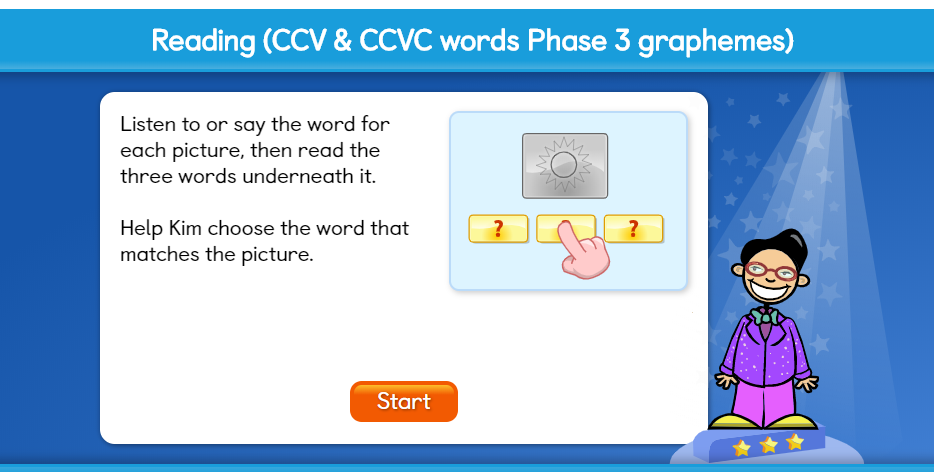 Reading (CCV & CCVC words Phase 3 graphemes)
Listen to or say the word for
each picture, then read the
three words underneath it.
Help Kim choose the word that
matches the picture.
? ?
Start